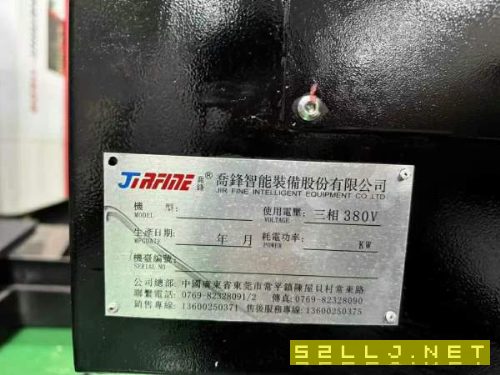 JIRFINE 喬鋒® 喬鋒智能裝備股份有限公司
JIR FINE INTELLIGENT EQUIPMENT CO LTD
機 型: 使用電壓: 三相 380V
MODEL VOLTAGE
生產日期: 年 月 耗電功率: KW
MPGDATE POWER
機臺編號:
SERIAL NO
公司總部: 中國廣東省東莞市常平鎮陳屋貝村常東路
聯繫電話: 0769-82328091/2 傳真: 0769-82328090
銷售專線: 13600250371 售後服務專線: 13600250375
52LLJ.NET